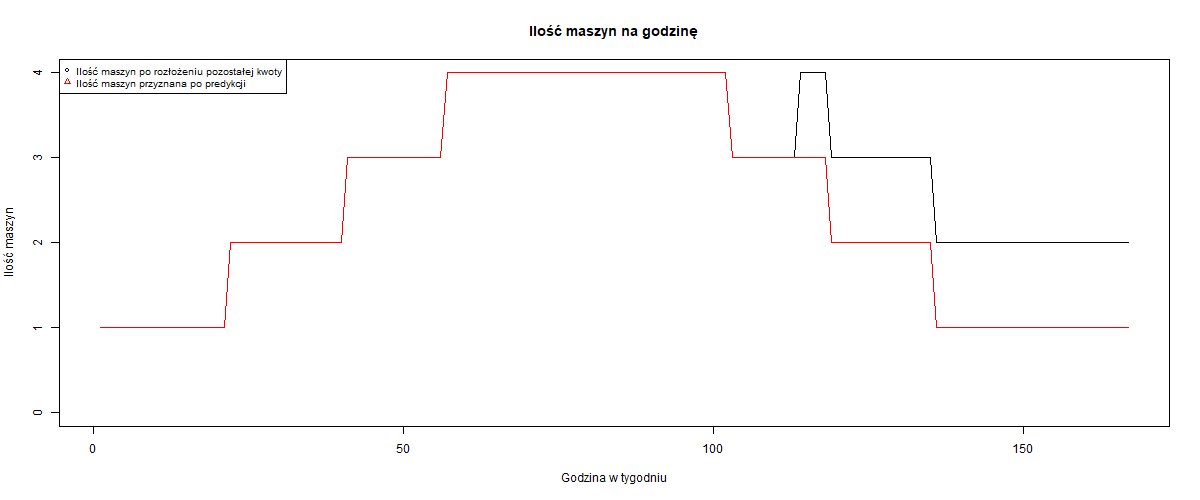 Ilość maszyn na godzinę
Ilość maszyn po rozłożeniu pozostałej kwoty
Ilość maszyn przyznana po predykcji
Ilość maszyn
4
3
2
1
0
0 50 100 150
Godzina w tygodniu